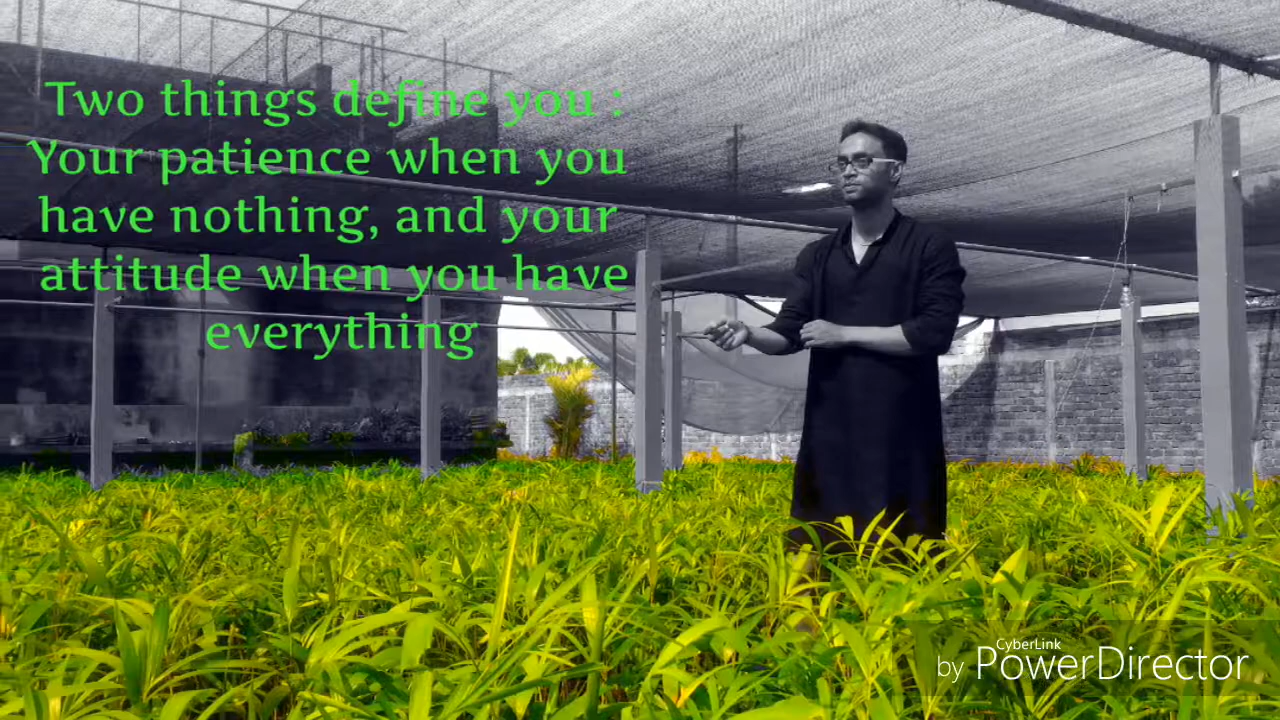 Two things define you :
Your patience when you
have nothing, and your
attitude when you have
everything
CyberLink
by PowerDirector